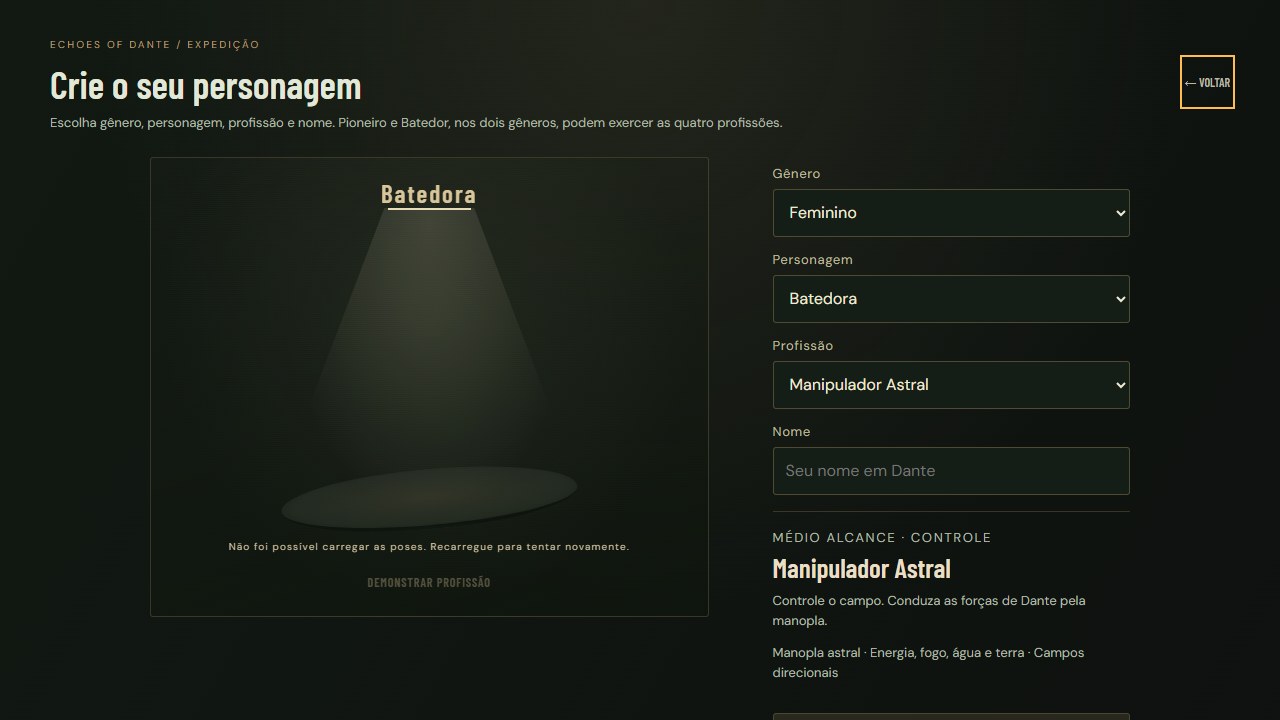 ECHOES OF DANTE / EXPEDIÇÃO
Crie o seu personagem
Escolha gênero, personagem, profissão e nome. Pioneiro e Batedor, nos dois gêneros, podem exercer as quatro profissões.
← VOLTAR
Batedora
Não foi possível carregar as poses. Recarregue para tentar novamente.
DEMONSTRAR PROFISSÃO
Gênero
Feminino
Personagem
Batedora
Profissão
Manipulador Astral
Nome
Seu nome em Dante
MÉDIO ALCANCE · CONTROLE
Manipulador Astral
Controle o campo. Conduza as forças de Dante pela
manopla.
Manopla astral · Energia, fogo, água e terra · Campos
direcionais